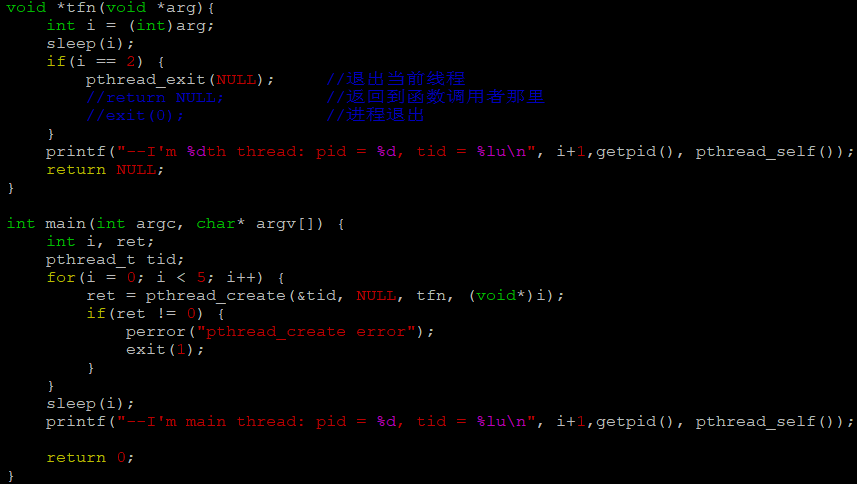 void *tfn(void *arg){
    int i = (int)arg;
    sleep(i);
    if(i == 2) {
        pthread_exit(NULL);     //退出当前线程
        //return NULL;          //返回到函数调用者那里
        //exit(0);              //进程退出
    }
    printf("--I'm %dth thread: pid = %d, tid = %lu\n", i+1,getpid(), pthread_self());
    return NULL;
}

int main(int argc, char* argv[]) {
    int i, ret;
    pthread_t tid;
    for(i = 0; i < 5; i++) {
        ret = pthread_create(&tid, NULL, tfn, (void*)i);
        if(ret != 0) {
            perror("pthread_create error");
            exit(1);
        }
    }
    sleep(i);
    printf("--I'm main thread: pid = %d, tid = %lu\n", i+1,getpid(), pthread_self());

    return 0;
}